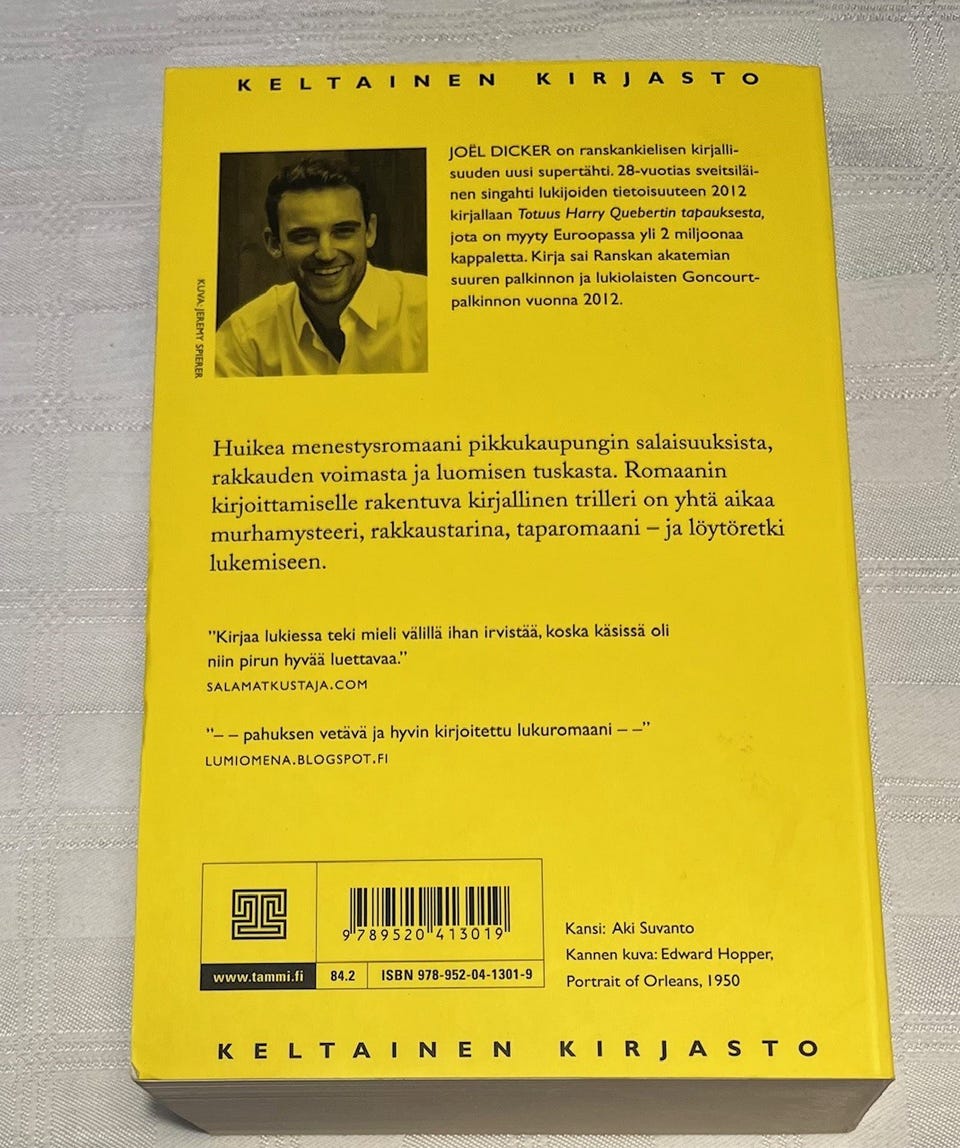 KELTAINEN KIRJASTO
JOËL DICKER on ranskankielisen kirjalli-
suuden uusi supertähti. 28-vuotias sveitsiläi-
nen singahti lukijoiden tietoisuuteen 2012
kirjallaan Totuus Harry Quebertin tapauksesta,
jota on myyty Euroopassa yli 2 miljoonaa
kappaletta. Kirja sai Ranskan akatemian
suuren palkinnon ja lukiolaisten Goncourt-
palkinnon vuonna 2012.
KUVA: JEREMY SPIERER
Huikea menestysromaani pikkukaupungin salaisuuksista,
rakkauden voimasta ja luomisen tuskasta. Romaanin
kirjoittamiselle rakentuva kirjallinen trilleri on yhtä aikaa
murhamysteeri, rakkaustarina, taparomaani – ja löytöretki
lukemiseen.
”Kirjaa lukiessa teki mieli välillä ihan irvistää, koska käsissä oli
niin pirun hyvää luettavaa.”
SALAMATKUSTAJA.COM
”– – pahuksen vetävä ja hyvin kirjoitettu lukuromaani – –”
LUMIOMENA.BLOGSPOT.FI
9 789520 413019
www.tammi.fi
84.2
ISBN 978-952-04-1301-9
Kansi: Aki Suvanto
Kannen kuva: Edward Hopper,
Portrait of Orleans, 1950
KELTAINEN KIRJASTO